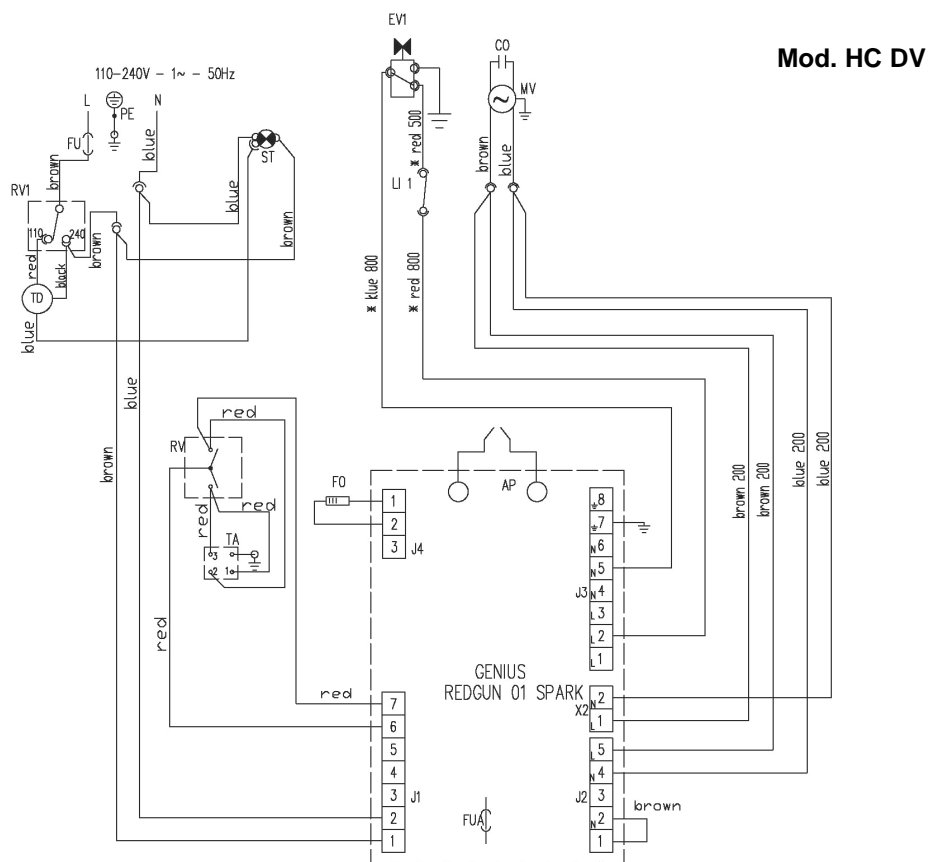 Mod. HC DV
EV1
CO
MV
110-240V - 1~ - 50Hz
L
PE
N
FU
blue
brown
ST
* red 500
brown
blue
RV1
LI 1
110
240
brown
blue
brown
red
black
TD
* klue 800
* red 800
blue
blue
red
RV
brown
red
red
TA
3
2
1
FO
AP
1
2
3
J4
8
7
N 6
N 5
J3
N 4
L 3
L 2
L 1
brown 200
brown 200
blue 200
blue 200
red
GENIUS
REDGUN 01 SPARK
red
X2
N 2
L 1
7
6
5
4
3
2
1
J1
FUA
L 5
N 4
J2
3
N 2
1
brown